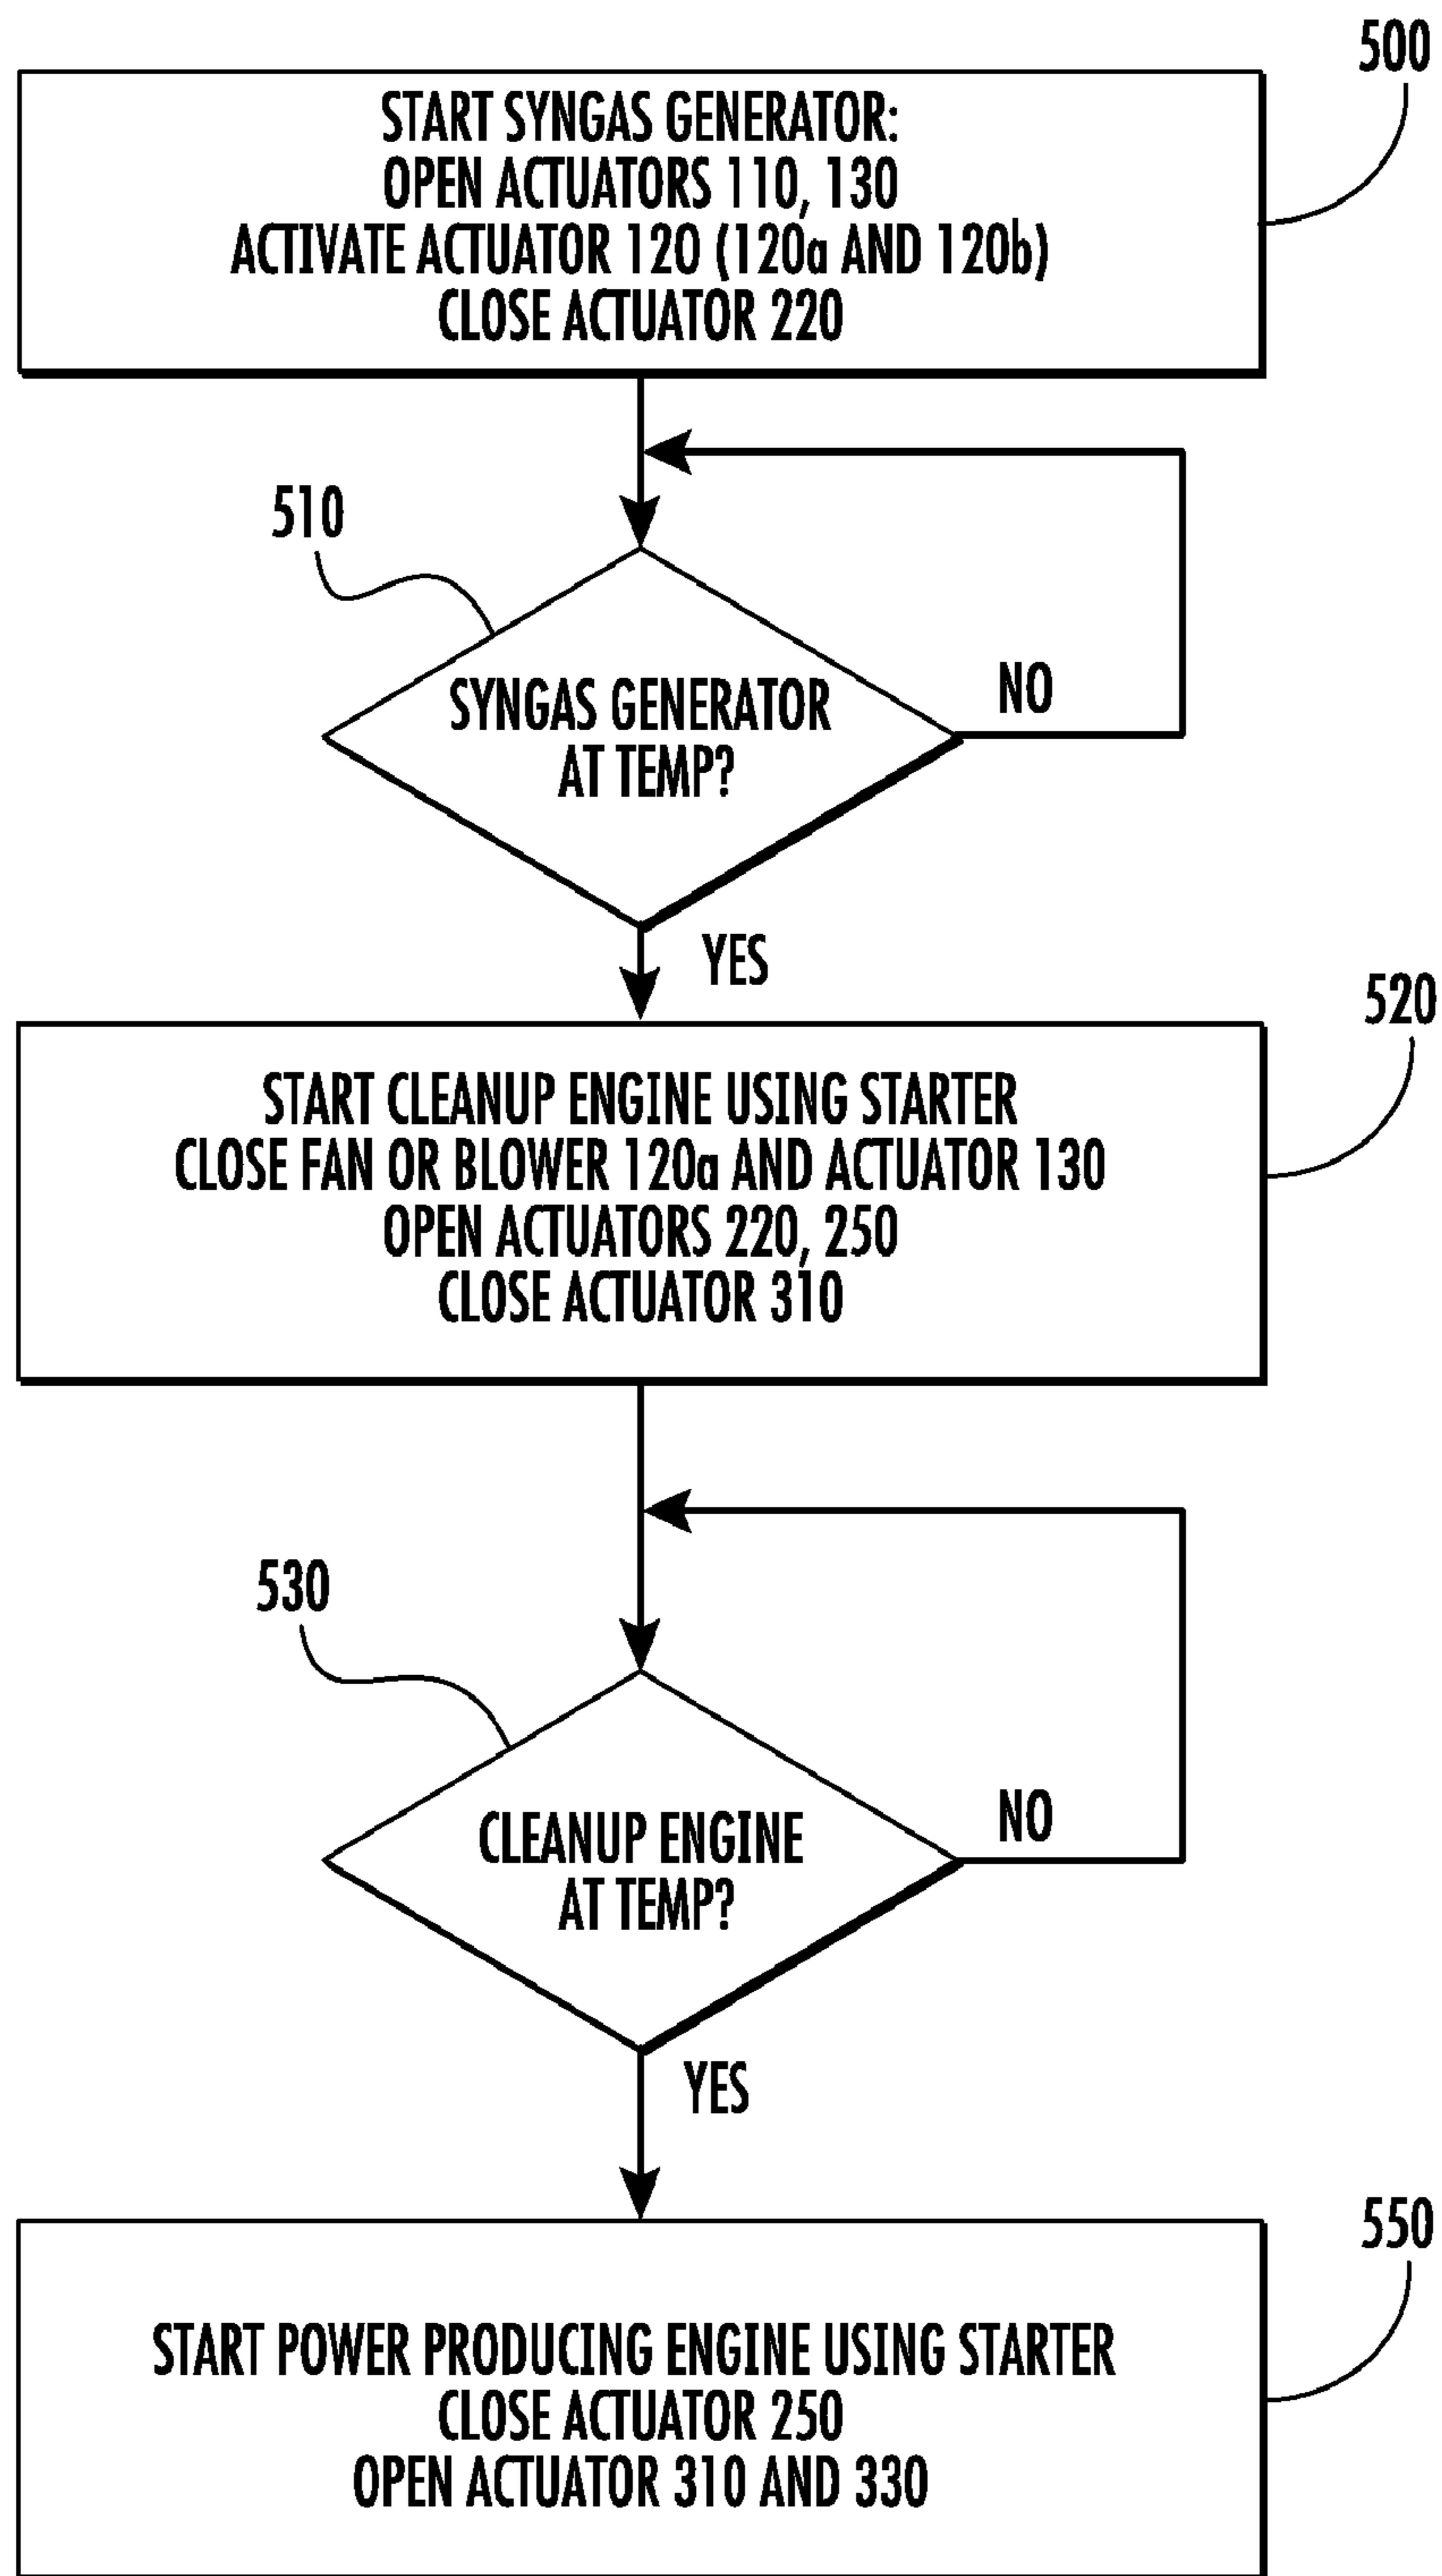 500
START SYNGAS GENERATOR:
OPEN ACTUATORS 110, 130
ACTIVATE ACTUATOR 120 (120a AND 120b)
CLOSE ACTUATOR 220
510
SYNGAS GENERATOR
AT TEMP?
NO
YES
520
START CLEANUP ENGINE USING STARTER
CLOSE FAN OR BLOWER 120a AND ACTUATOR 130
OPEN ACTUATORS 220, 250
CLOSE ACTUATOR 310
530
CLEANUP ENGINE
AT TEMP?
NO
YES
550
START POWER PRODUCING ENGINE USING STARTER
CLOSE ACTUATOR 250
OPEN ACTUATOR 310 AND 330